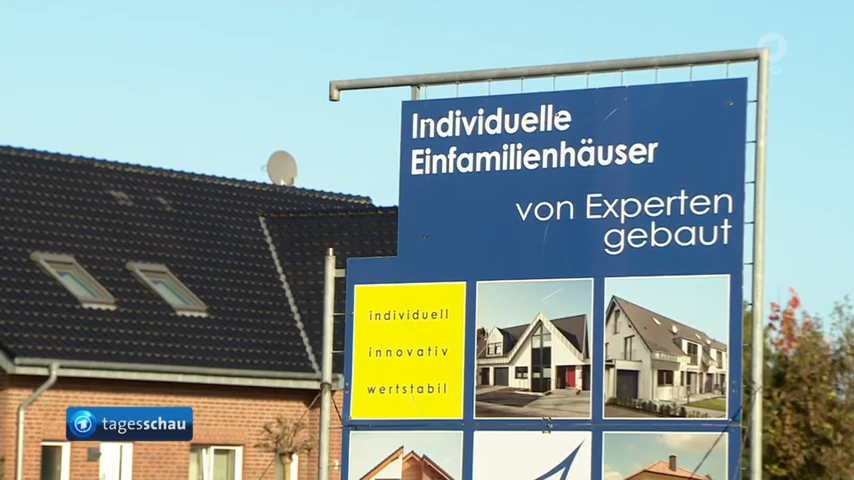 Individuelle
Einfamilienhäuser
von Experten
gebaut
individuell
innovativ
wertstabil
tagesschau